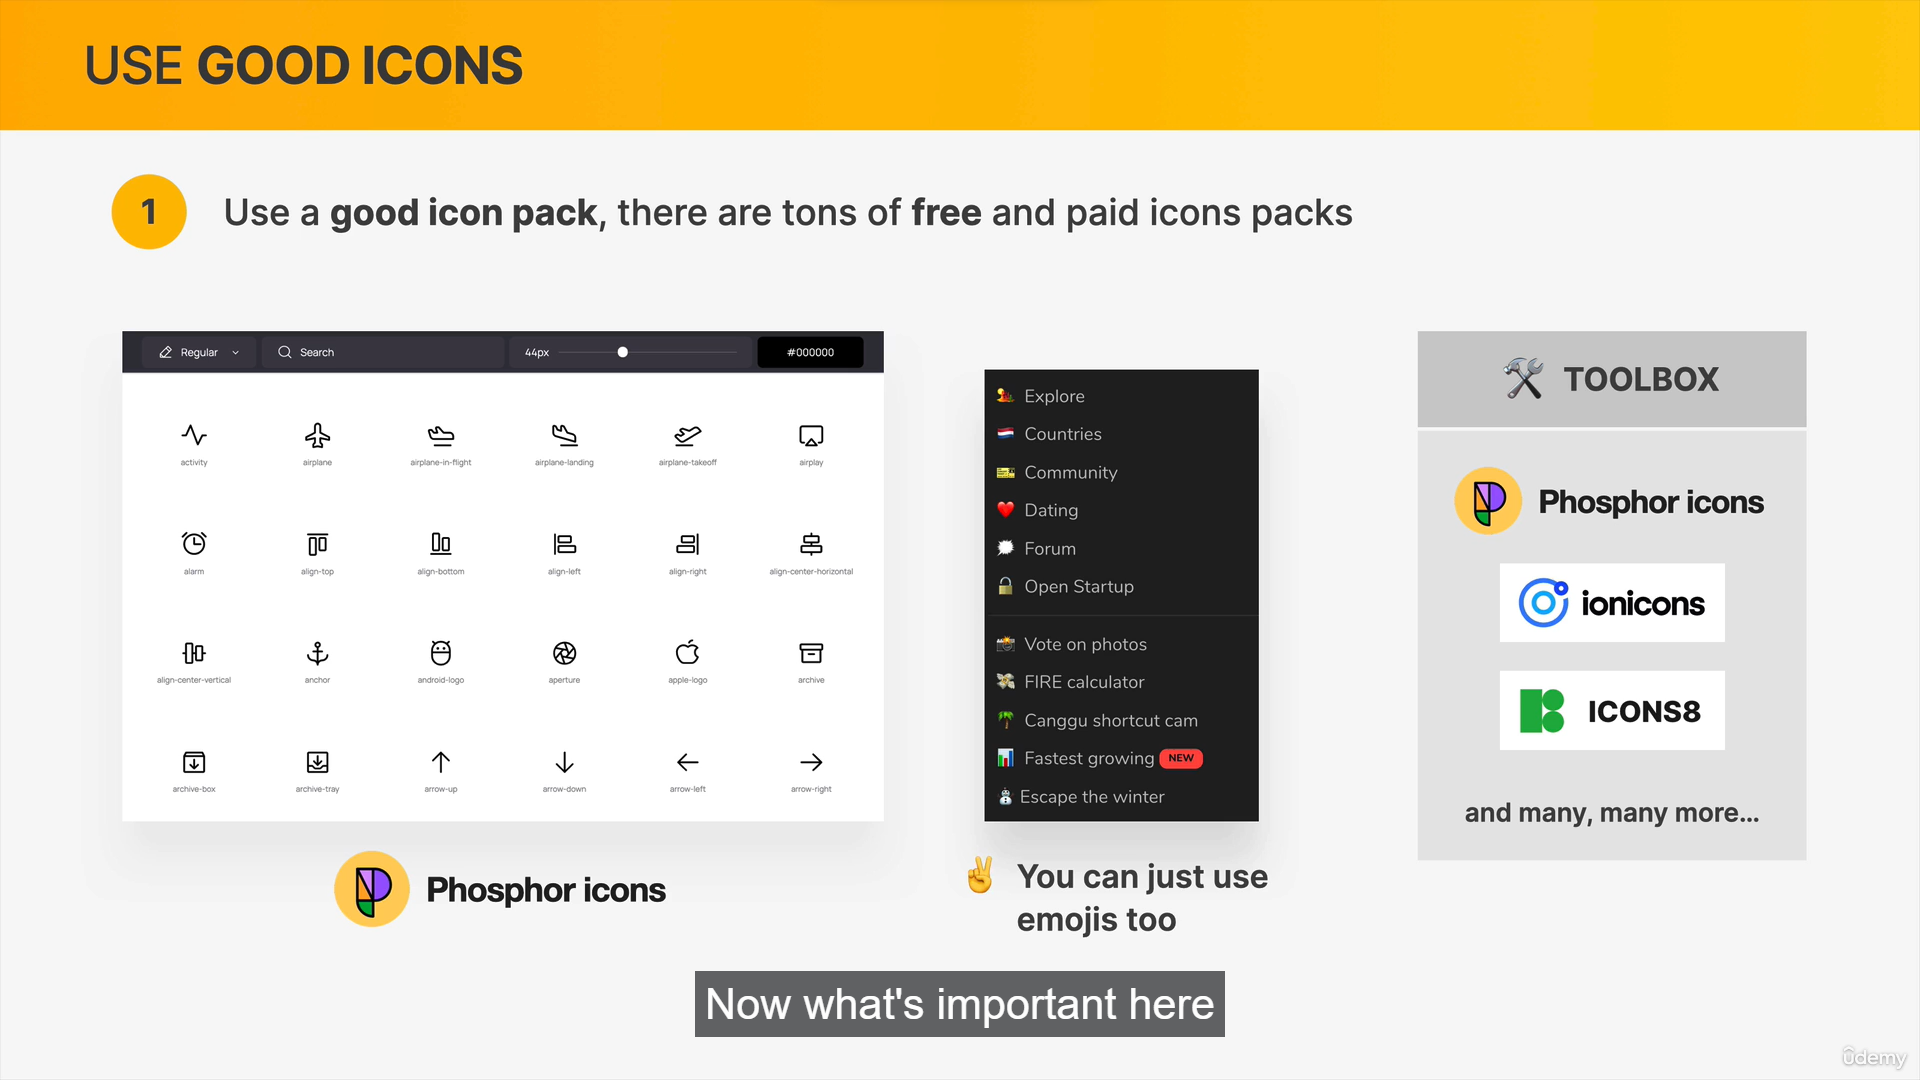 USE GOOD ICONS
1
Use a good icon pack, there are tons of free and paid icons packs
Regular
Search
44px
#000000
activity
airplane
airplane-in-flight
airplane-landing
airplane-takeoff
airplay
alarm
align-top
align-bottom
align-left
align-right
align-center-horizontal
align-center-vertical
anchor
android-logo
aperture
apple-logo
archive
archive-box
archive-tray
arrow-up
arrow-down
arrow-left
arrow-right
Phosphor icons
Explore
Countries
Community
Dating
Forum
Open Startup
Vote on photos
FIRE calculator
Canggu shortcut cam
Fastest growing NEW
Escape the winter
✌️ You can just use
emojis too
TOOLBOX
Phosphor icons
ionicons
ICONS8
and many, many more...
Now what's important here
ûdemy